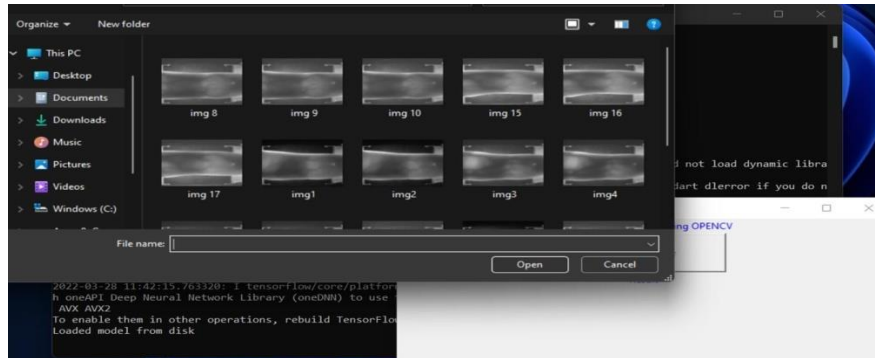 Organize
New folder
This PC
Desktop
Documents
Downloads
Music
Pictures
Videos
Windows (C:)
img 8
img 9
img 10
img 15
img 16
img 17
img1
img2
img3
img4
File name:
Open
Cancel
d not load dynamic libra
dart dlerror if you do n
ng OPENCV
2022-03-28 11:42:15.763320: I tensorflow/core/platfor
h oneAPI Deep Neural Network Library (oneDNN) to use
AVX AVX2
To enable them in other operations, rebuild TensorFlo
Loaded model from disk